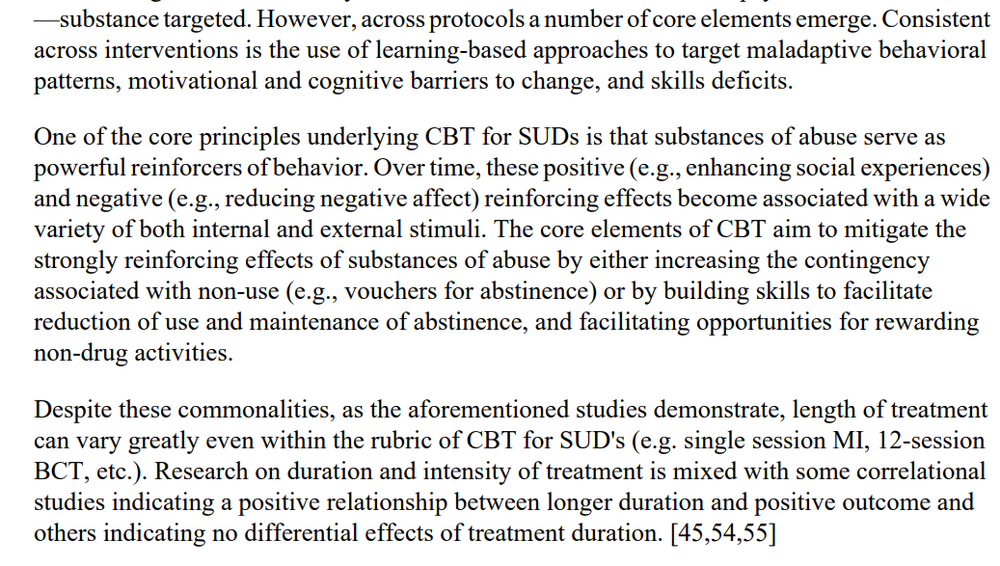 —substance targeted. However, across protocols a number of core elements emerge. Consistent
across interventions is the use of learning-based approaches to target maladaptive behavioral
patterns, motivational and cognitive barriers to change, and skills deficits.
One of the core principles underlying CBT for SUDs is that substances of abuse serve as
powerful reinforcers of behavior. Over time, these positive (e.g., enhancing social experiences)
and negative (e.g., reducing negative affect) reinforcing effects become associated with a wide
variety of both internal and external stimuli. The core elements of CBT aim to mitigate the
strongly reinforcing effects of substances of abuse by either increasing the contingency
associated with non-use (e.g., vouchers for abstinence) or by building skills to facilitate
reduction of use and maintenance of abstinence, and facilitating opportunities for rewarding
non-drug activities.
Despite these commonalities, as the aforementioned studies demonstrate, length of treatment
can vary greatly even within the rubric of CBT for SUD's (e.g. single session MI, 12-session
BCT, etc.). Research on duration and intensity of treatment is mixed with some correlational
studies indicating a positive relationship between longer duration and positive outcome and
others indicating no differential effects of treatment duration. [45,54,55]